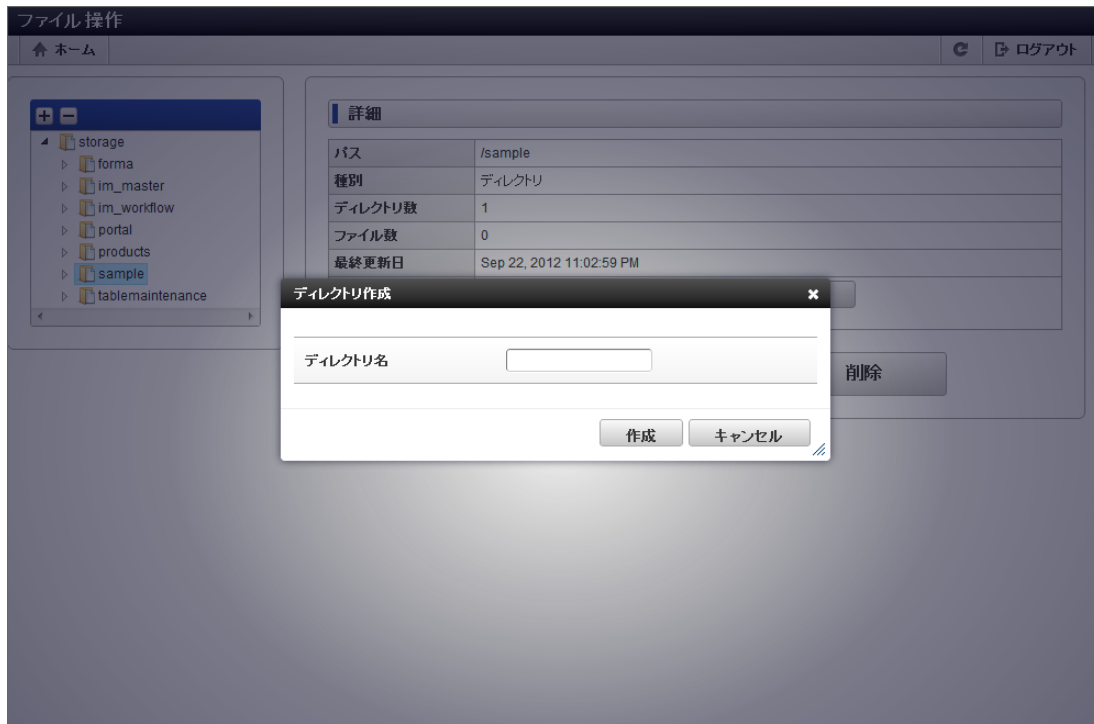 ファイル操作
ホーム
ログアウト
storage
forma
im_master
im_workflow
portal
products
sample
tablemaintenance
詳細
パス /sample
種別 ディレクトリ
ディレクトリ数 1
ファイル数 0
最終更新日 Sep 22, 2012 11:02:59 PM
ディレクトリ作成
ディレクトリ名
作成 キャンセル
削除